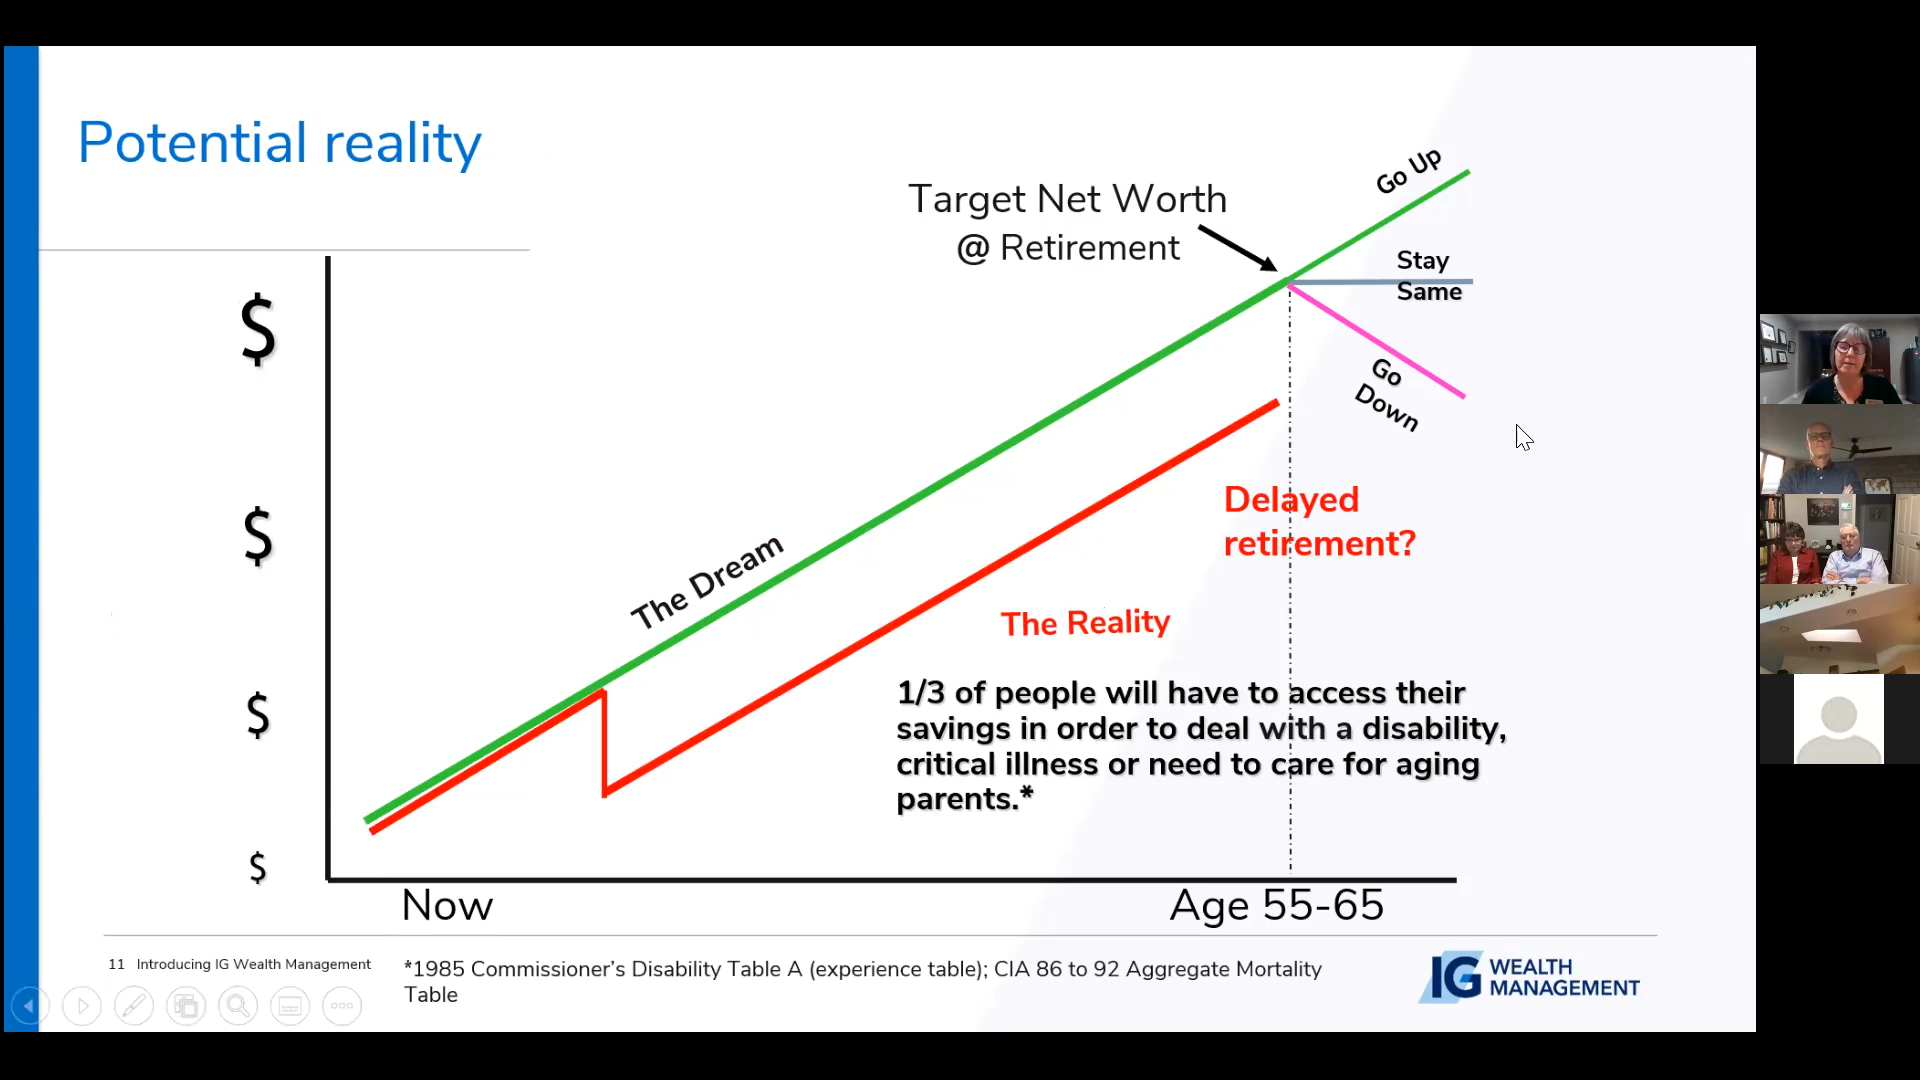 Potential reality
Target Net Worth
@ Retirement
Go Up
Stay
Same
Go
Down
$
$
$
$
The Dream
Delayed
retirement?
The Reality
1/3 of people will have to access their
savings in order to deal with a disability,
critical illness or need to care for aging
parents.*
Now
Age 55-65
11 Introducing IG Wealth Management
*1985 Commissioner’s Disability Table A (experience table); CIA 86 to 92 Aggregate Mortality
Table
IG WEALTH
MANAGEMENT